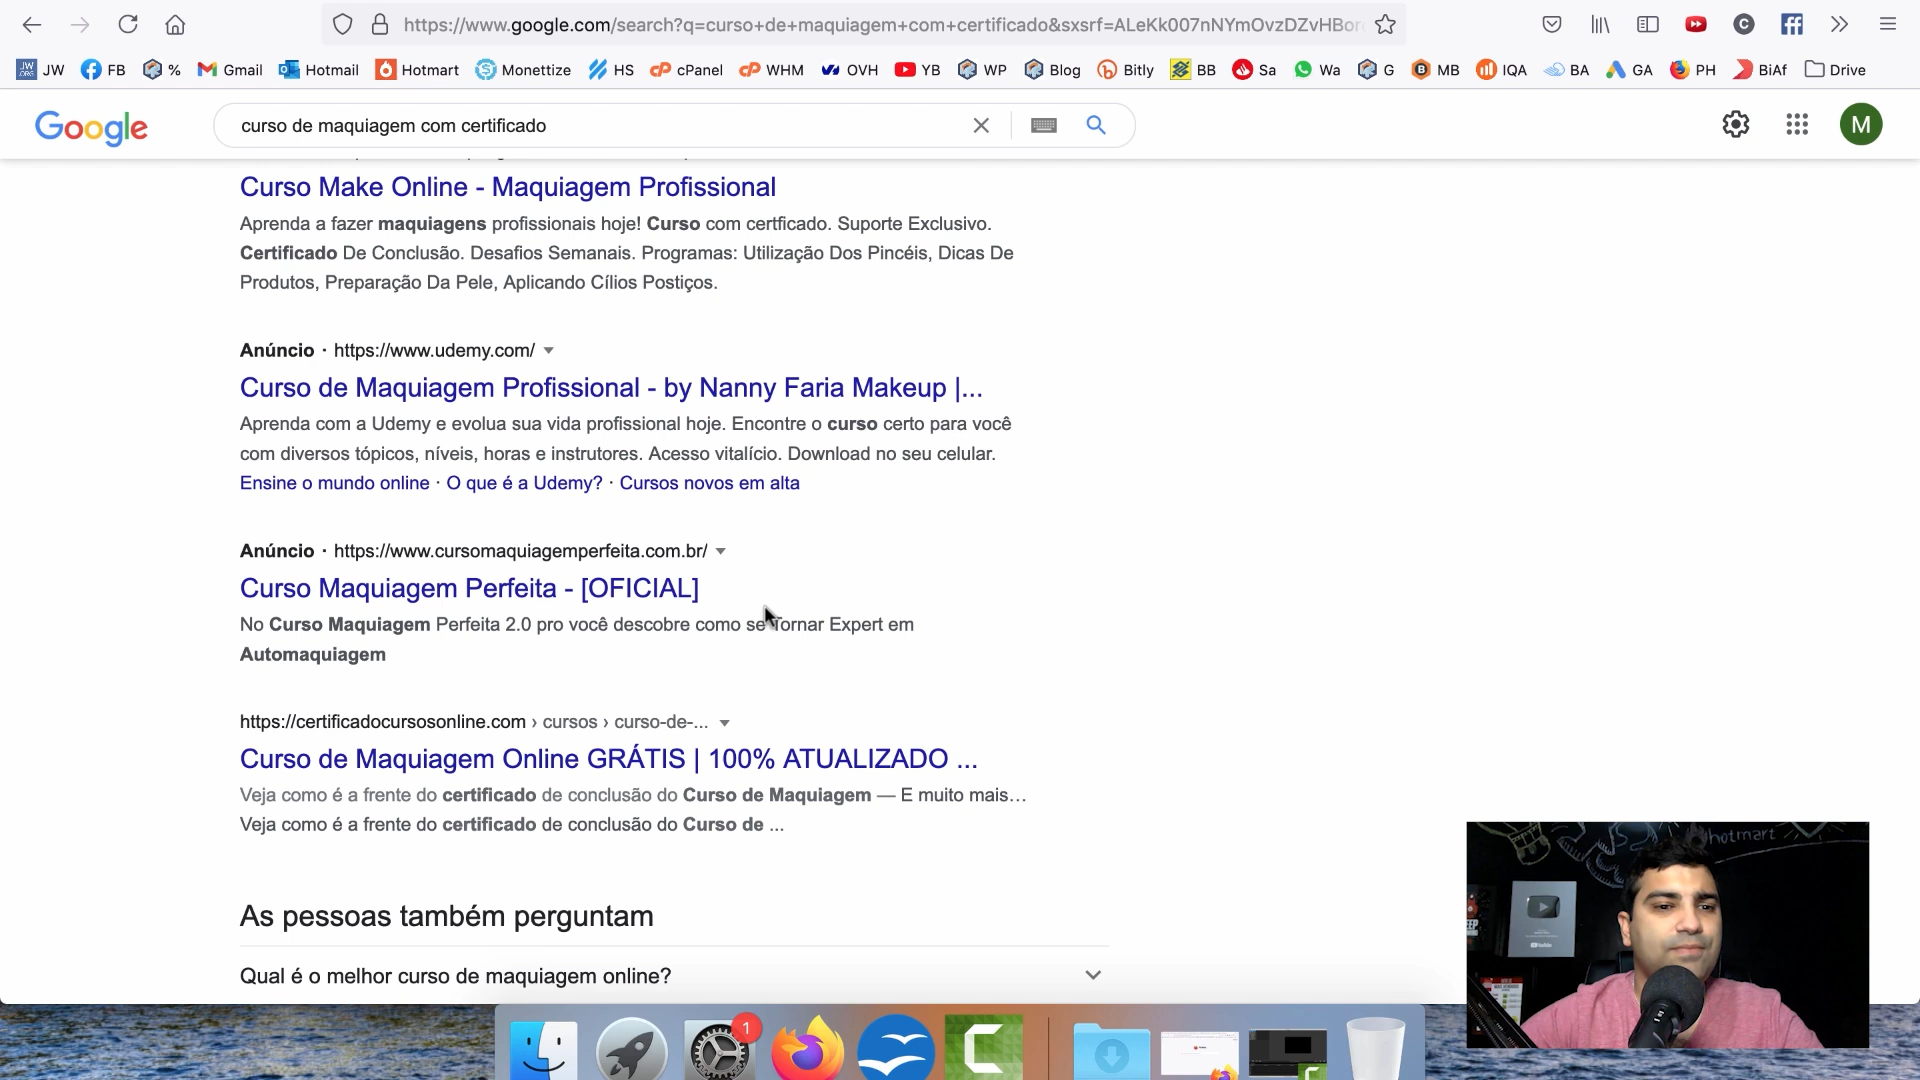 https://www.google.com/search?q=curso+de+maquiagem+com+certificado&sxsrf=ALeKk007nNYmOvzDZvHBor
JW FB % Gmail Hotmail Hotmart Monettize HS cPanel WHM OVH YB WP Blog Bitly BB Sa Wa G MB IQA BA GA PH BiAf Drive
Google
curso de maquiagem com certificado
M
Curso Make Online - Maquiagem Profissional
Aprenda a fazer maquiagens profissionais hoje! Curso com certficado. Suporte Exclusivo.
Certificado De Conclusão. Desafios Semanais. Programas: Utilização Dos Pincéis, Dicas De
Produtos, Preparação Da Pele, Aplicando Cílios Postiços.
Anúncio · https://www.udemy.com/
Curso de Maquiagem Profissional - by Nanny Faria Makeup |...
Aprenda com a Udemy e evolua sua vida profissional hoje. Encontre o curso certo para você
com diversos tópicos, níveis, horas e instrutores. Acesso vitalício. Download no seu celular.
Ensine o mundo online · O que é a Udemy? · Cursos novos em alta
Anúncio · https://www.cursomaquiagemperfeita.com.br/
Curso Maquiagem Perfeita - [OFICIAL]
No Curso Maquiagem Perfeita 2.0 pro você descobre como se Tornar Expert em
Automaquiagem
https://certificadocursosonline.com › cursos › curso-de-...
Curso de Maquiagem Online GRÁTIS | 100% ATUALIZADO ...
Veja como é a frente do certificado de conclusão do Curso de Maquiagem — E muito mais…
Veja como é a frente do certificado de conclusão do Curso de ...
hotmart
As pessoas também perguntam
YouTube
Qual é o melhor curso de maquiagem online?
1